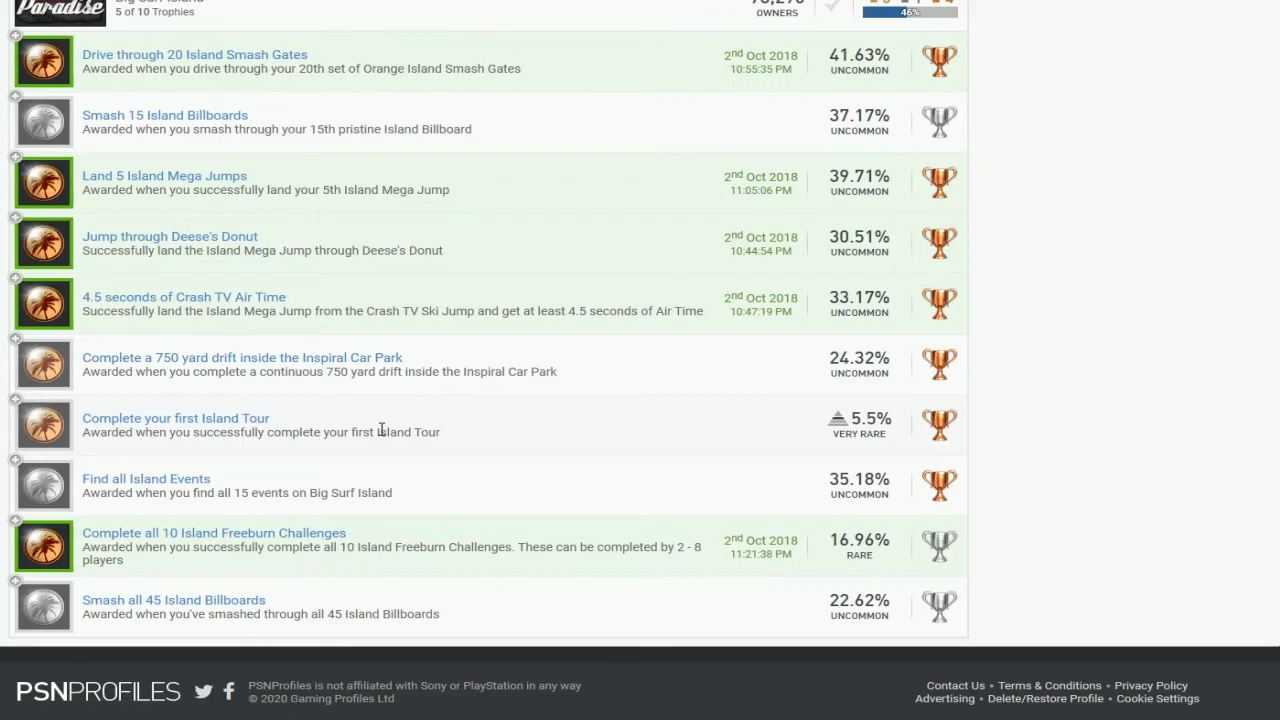 Paradise
5 of 10 Trophies
OWNERS
46%
Drive through 20 Island Smash Gates
Awarded when you drive through your 20th set of Orange Island Smash Gates
2nd Oct 2018
10:55:35 PM
41.63%
UNCOMMON
Smash 15 Island Billboards
Awarded when you smash through your 15th pristine Island Billboard
37.17%
UNCOMMON
Land 5 Island Mega Jumps
Awarded when you successfully land your 5th Island Mega Jump
2nd Oct 2018
11:05:06 PM
39.71%
UNCOMMON
Jump through Deese's Donut
Successfully land the Island Mega Jump through Deese's Donut
2nd Oct 2018
10:44:54 PM
30.51%
UNCOMMON
4.5 seconds of Crash TV Air Time
Successfully land the Island Mega Jump from the Crash TV Ski Jump and get at least 4.5 seconds of Air Time
2nd Oct 2018
10:47:19 PM
33.17%
UNCOMMON
Complete a 750 yard drift inside the Inspiral Car Park
Awarded when you complete a continuous 750 yard drift inside the Inspiral Car Park
24.32%
UNCOMMON
Complete your first Island Tour
Awarded when you successfully complete your first Island Tour
5.5%
VERY RARE
Find all Island Events
Awarded when you find all 15 events on Big Surf Island
35.18%
UNCOMMON
Complete all 10 Island Freeburn Challenges
Awarded when you successfully complete all 10 Island Freeburn Challenges. These can be completed by 2 - 8
players
2nd Oct 2018
11:21:38 PM
16.96%
RARE
Smash all 45 Island Billboards
Awarded when you've smashed through all 45 Island Billboards
22.62%
UNCOMMON
PSNPROFILES
PSNProfiles is not affiliated with Sony or PlayStation in any way
© 2020 Gaming Profiles Ltd
Contact Us • Terms & Conditions • Privacy Policy
Advertising • Delete/Restore Profile • Cookie Settings